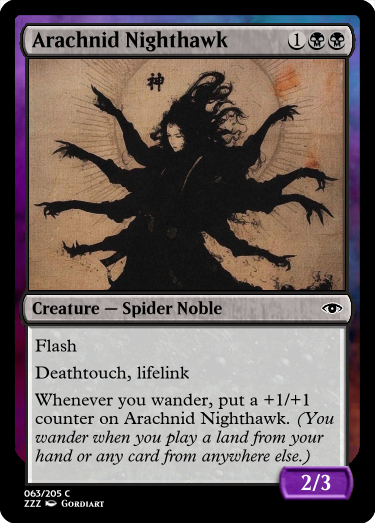 Arachnid Nighthawk 1
神
Creature — Spider Noble
Flash
Deathtouch, lifelink
Whenever you wander, put a +1/+1
counter on Arachnid Nighthawk. (You
wander when you play a land from your
hand or any card from anywhere else.)
2/3
063/205 C
ZZZ Gordiart